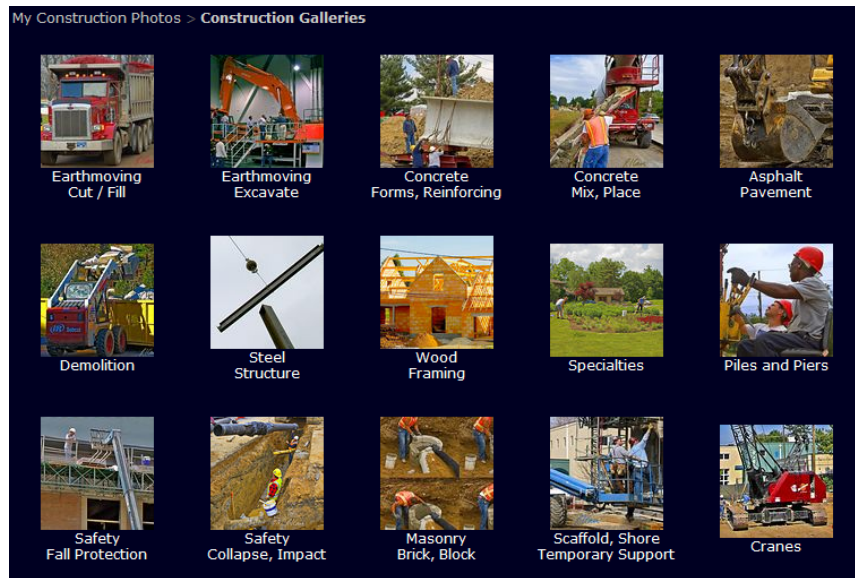 My Construction Photos > Construction Galleries
Earthmoving
Cut / Fill
Earthmoving
Excavate
Concrete
Forms, Reinforcing
Concrete
Mix, Place
Asphalt
Pavement
Demolition
Steel
Structure
Wood
Framing
Specialties
Piles and Piers
Safety
Fall Protection
Safety
Collapse, Impact
Masonry
Brick, Block
Scaffold, Shore
Temporary Support
Cranes